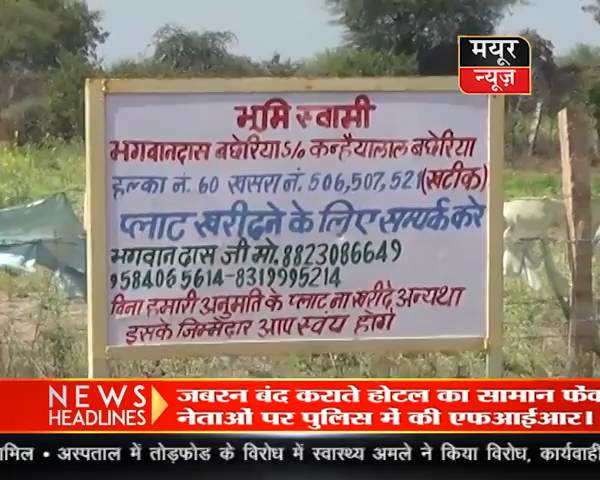 मयूर
न्यूज़
भूमि स्वामी
भगवानदास बघेरिया S/o कन्हैयालाल बघेरिया
हल्का नं. 60 खसरा नं. 506,507,521 (खटीक)
प्लाट खरीदने के लिए सम्पर्क करे
भगवान दास जी मो. 8823086649
9584065614-8319995214
बिना हमारी अनुमति के प्लाट ना खरीदे अन्यथा
इसके जिम्मेदार आप स्वंय होगे
NEWS
HEADLINES
जबरन बंद कराते होटल का सामान फेंक
नेताओं पर पुलिस में की एफआईआर।
ामिल • अस्पताल में तोड़फोड के विरोध में स्वास्थ्य अमले ने किया विरोध, कार्यवाही